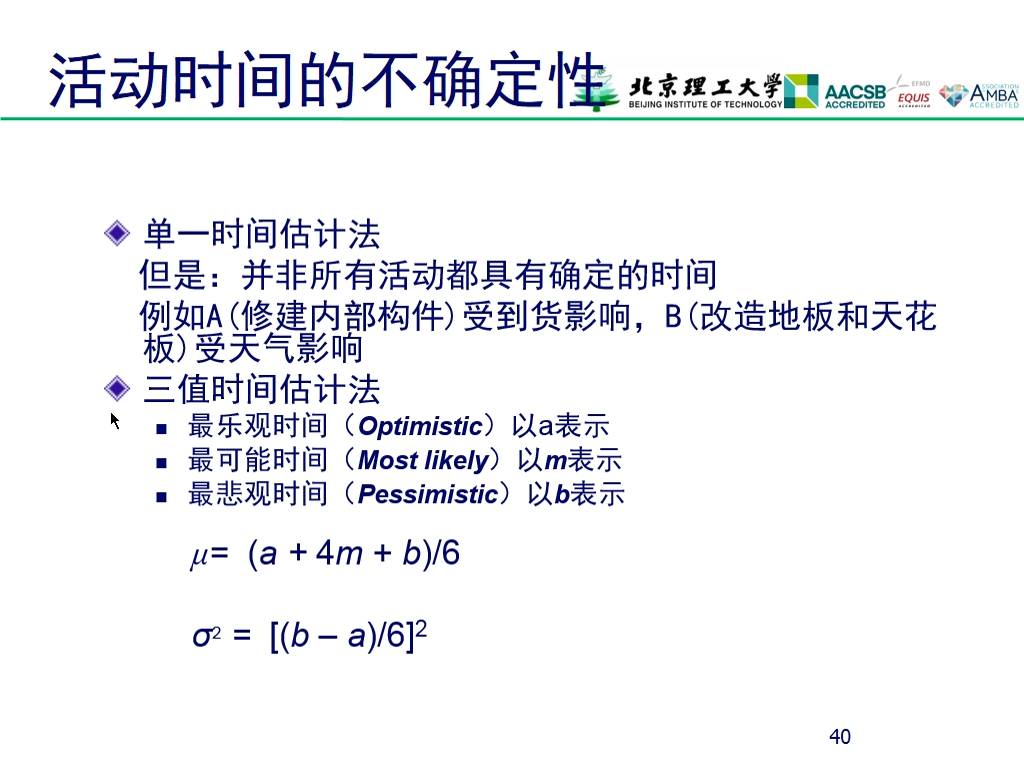 活动时间的不确定性
北京理工大学
BEIJING INSTITUTE OF TECHNOLOGY
AACSB
ACCREDITED
EFMD
EQUIS
ACCREDITED
ASSOCIATION
AMBA
ACCREDITED
单一时间估计法
但是：并非所有活动都具有确定的时间
例如A(修建内部构件)受到货影响，B(改造地板和天花
板)受天气影响
三值时间估计法
最乐观时间（Optimistic）以a表示
最可能时间（Most likely）以m表示
最悲观时间（Pessimistic）以b表示
μ= (a + 4m + b)/6
σ² = [(b – a)/6]²
40